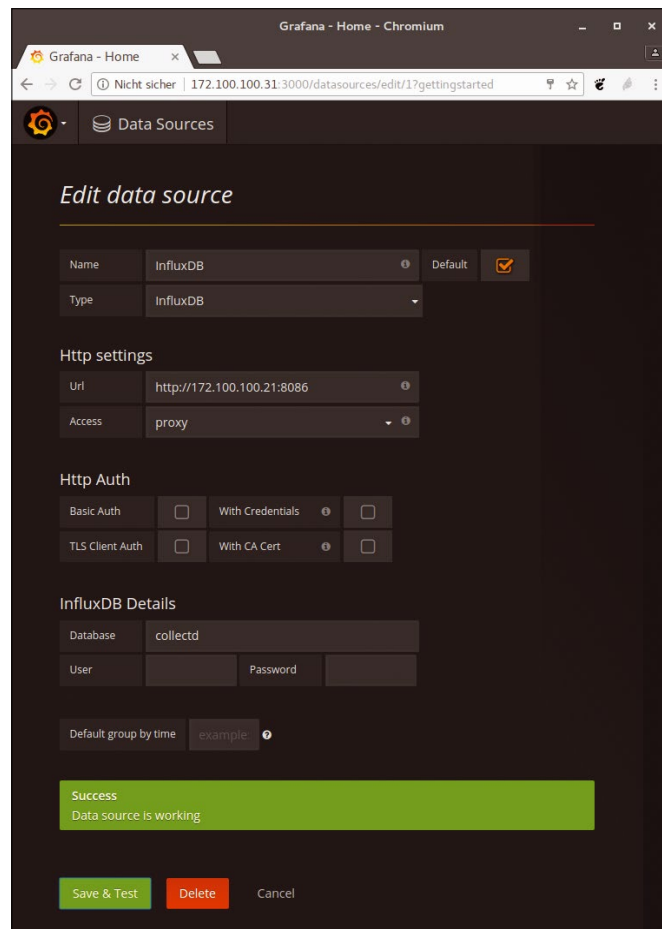 Grafana - Home - Chromium
Grafana - Home
Nicht sicher | 172.100.100.31:3000/datasources/edit/1?gettingstarted
Data Sources
Edit data source
Name InfluxDB Default
Type InfluxDB
Http settings
Url http://172.100.100.21:8086
Access proxy
Http Auth
Basic Auth With Credentials
TLS Client Auth With CA Cert
InfluxDB Details
Database collectd
User Password
Default group by time example:
Success
Data source is working
Save & Test Delete Cancel